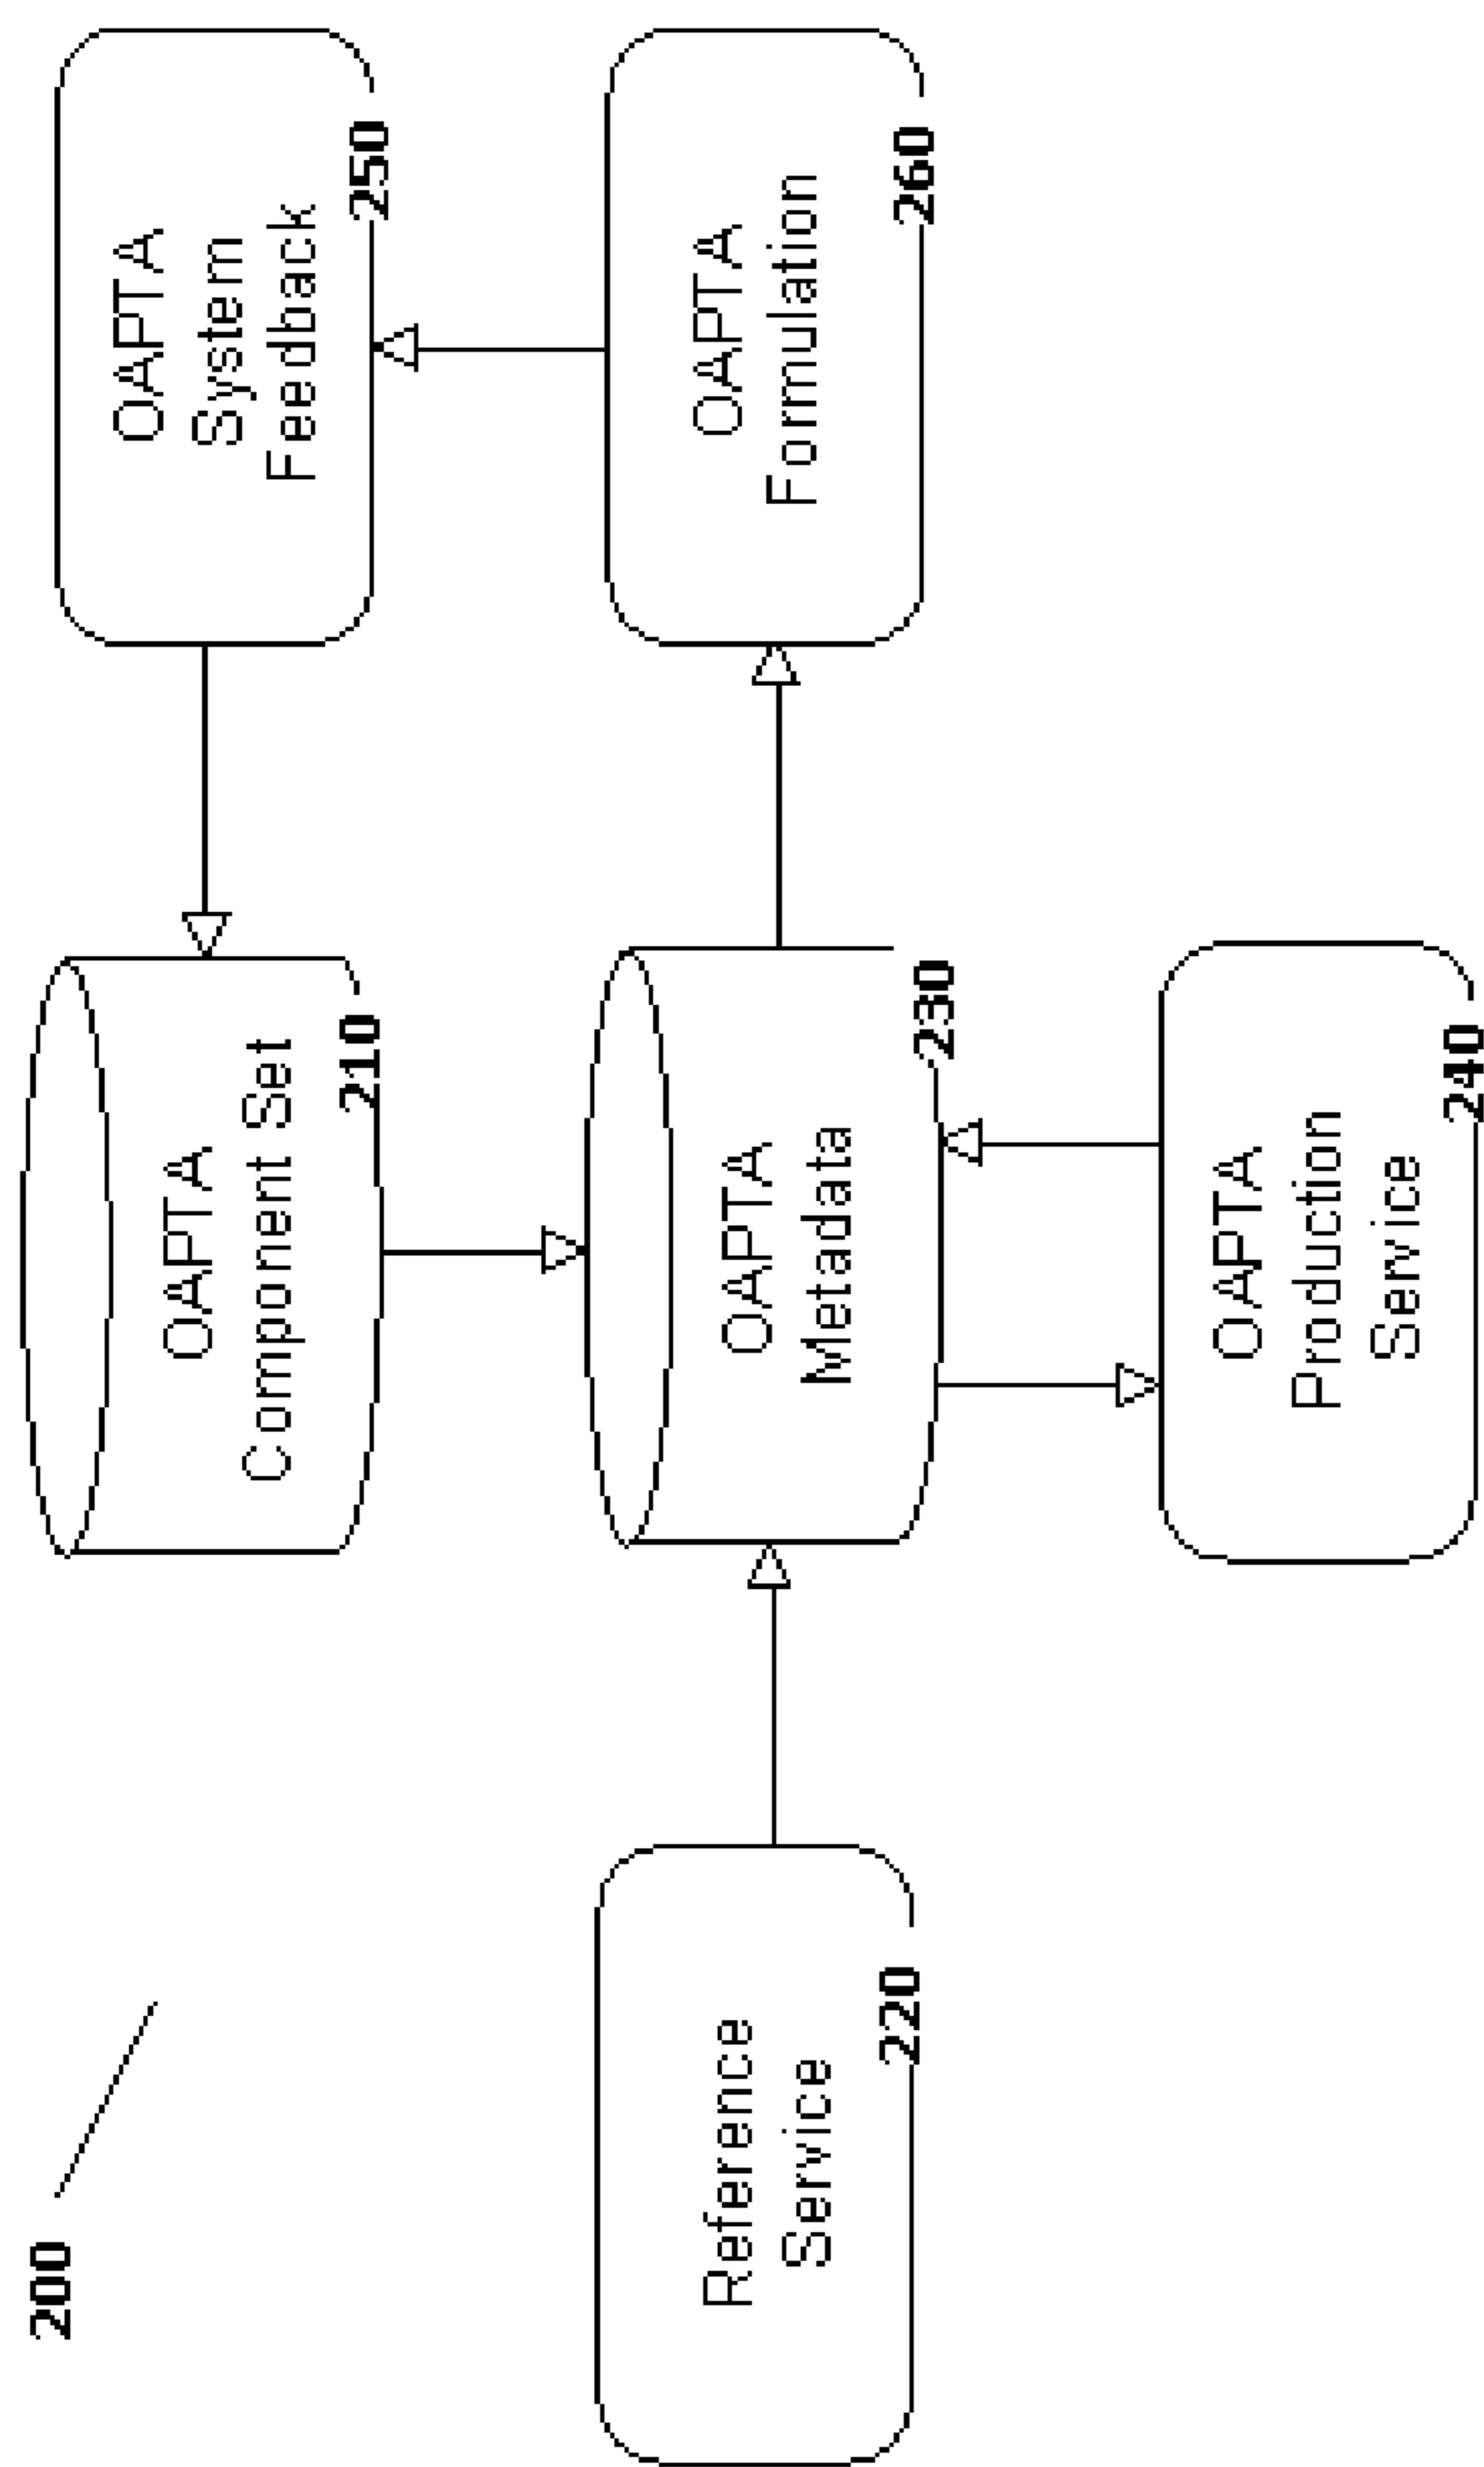 200
OAPTA
Component Set
210
OAPTA
System
Feedback
250
Reference
Service
220
OAPTA
Metadata
230
OAPTA
Formulation
260
OAPTA
Production
Service
240